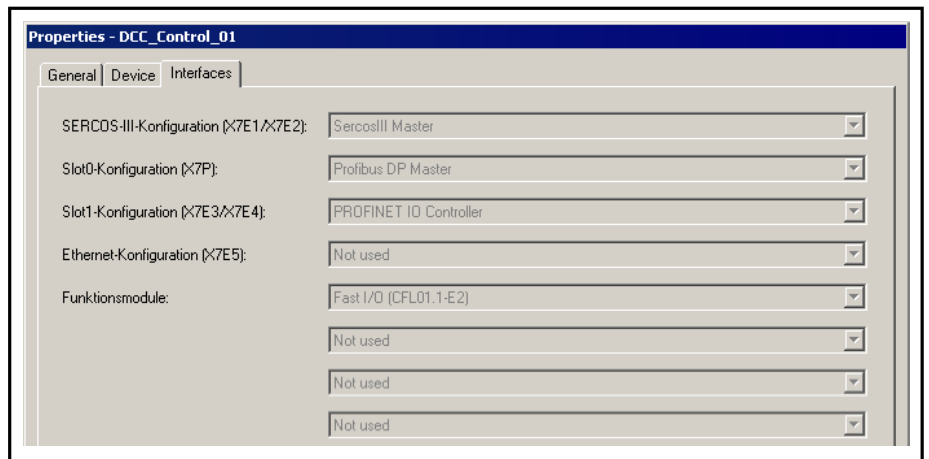 Properties - DCC_Control_01
General Device Interfaces
SERCOS-III-Konfiguration (X7E1/X7E2): SercosIII Master
Slot0-Konfiguration (X7P): Profibus DP Master
Slot1-Konfiguration (X7E3/X7E4): PROFINET IO Controller
Ethernet-Konfiguration (X7E5): Not used
Funktionsmodule: Fast I/O (CFL01.1-E2)
Not used
Not used
Not used